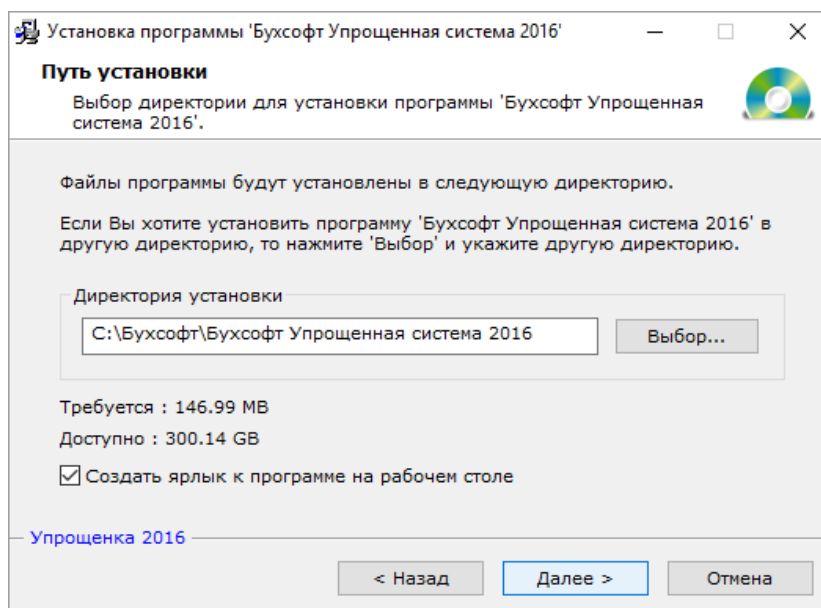 Установка программы 'Бухсофт Упрощенная система 2016'
Путь установки
Выбор директории для установки программы 'Бухсофт Упрощенная
система 2016'.
Файлы программы будут установлены в следующую директорию.
Если Вы хотите установить программу 'Бухсофт Упрощенная система 2016' в
другую директорию, то нажмите 'Выбор' и укажите другую директорию.
Директория установки
C:\Бухсофт\Бухсофт Упрощенная система 2016
Выбор...
Требуется : 146.99 MB
Доступно : 300.14 GB
Создать ярлык к программе на рабочем столе
Упрощенка 2016
< Назад
Далее >
Отмена